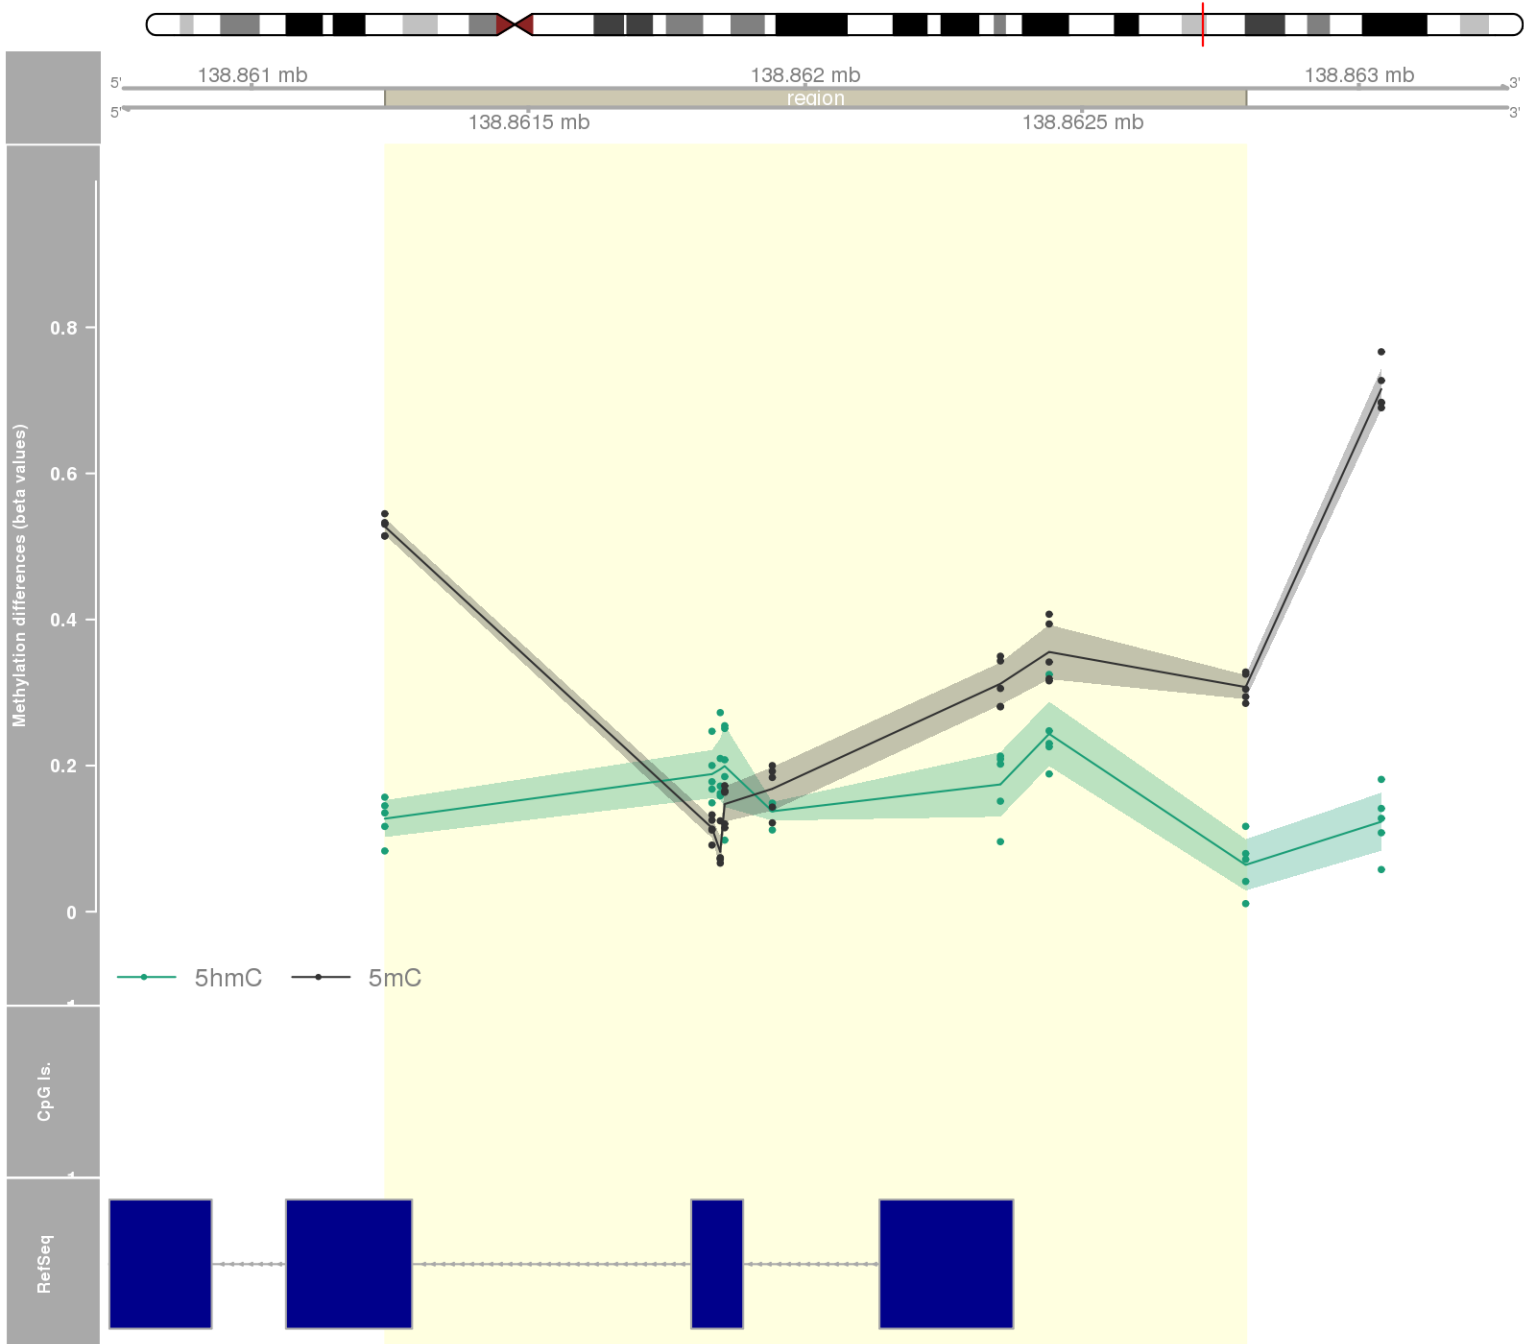 138.861 mb
138.862 mb
138.863 mb
5'
3'
region
5'
3'
138.8615 mb
138.8625 mb
Methylation differences (beta values)
0.8
0.6
0.4
0.2
0
5hmC
5mC
CpG Is.
RefSeq